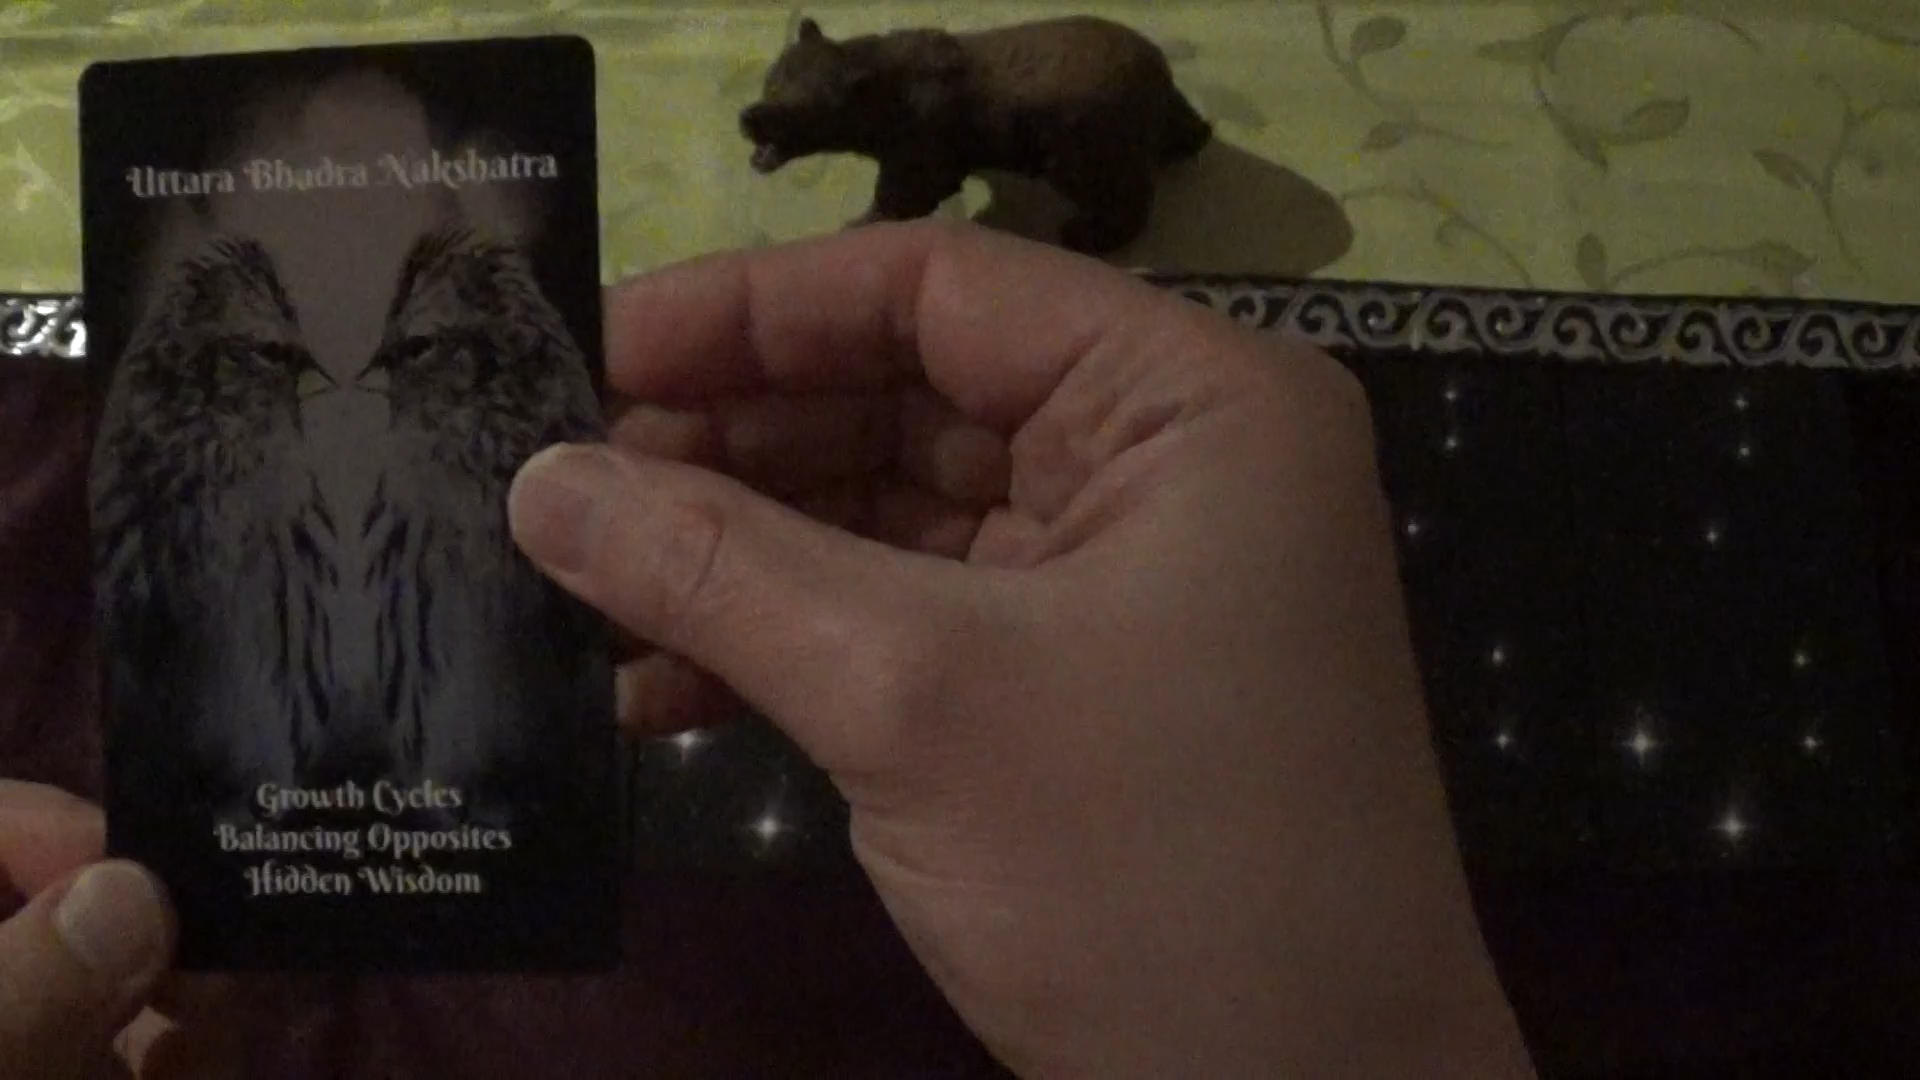 Uttara Bhadra Nakshatra
Growth Cycles
Balancing Opposites
Hidden Wisdom